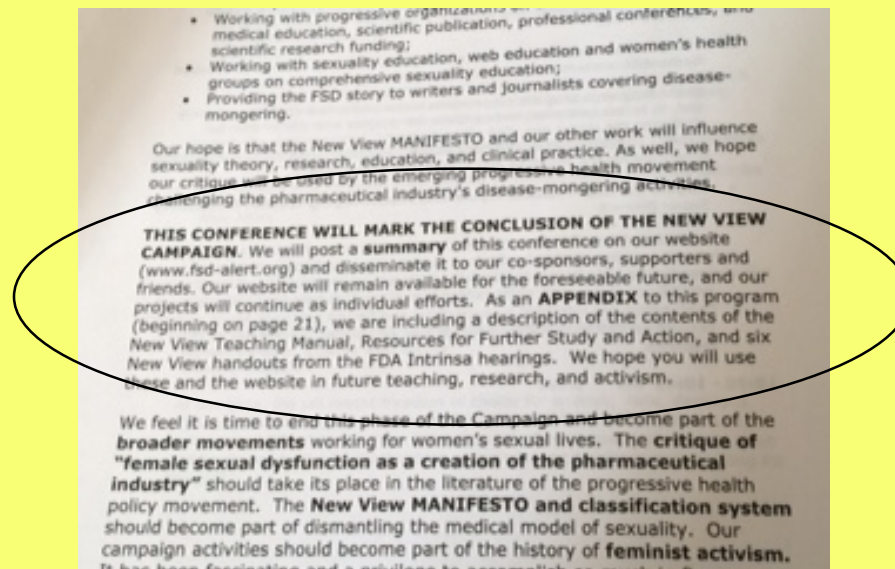 • Working with progressive organizations
medical education, scientific publication, professional conferences, and
scientific research funding;
• Working with sexuality education, web education and women's health
groups on comprehensive sexuality education;
• Providing the FSD story to writers and journalists covering disease-
mongering.
Our hope is that the New View MANIFESTO and our other work will influence
sexuality theory, research, education, and clinical practice. As well, we hope
our critique will be used by the emerging progressive health movement
challenging the pharmaceutical industry's disease-mongering activities.
THIS CONFERENCE WILL MARK THE CONCLUSION OF THE NEW VIEW
CAMPAIGN. We will post a summary of this conference on our website
(www.fsd-alert.org) and disseminate it to our co-sponsors, supporters and
friends. Our website will remain available for the foreseeable future, and our
projects will continue as individual efforts. As an APPENDIX to this program
(beginning on page 21), we are including a description of the contents of the
New View Teaching Manual, Resources for Further Study and Action, and six
New View handouts from the FDA Intrinsa hearings. We hope you will use
these and the website in future teaching, research, and activism.
We feel it is time to end this phase of the Campaign and become part of the
broader movements working for women's sexual lives. The critique of
"female sexual dysfunction as a creation of the pharmaceutical
industry" should take its place in the literature of the progressive health
policy movement. The New View MANIFESTO and classification system
should become part of dismantling the medical model of sexuality. Our
campaign activities should become part of the history of feminist activism.